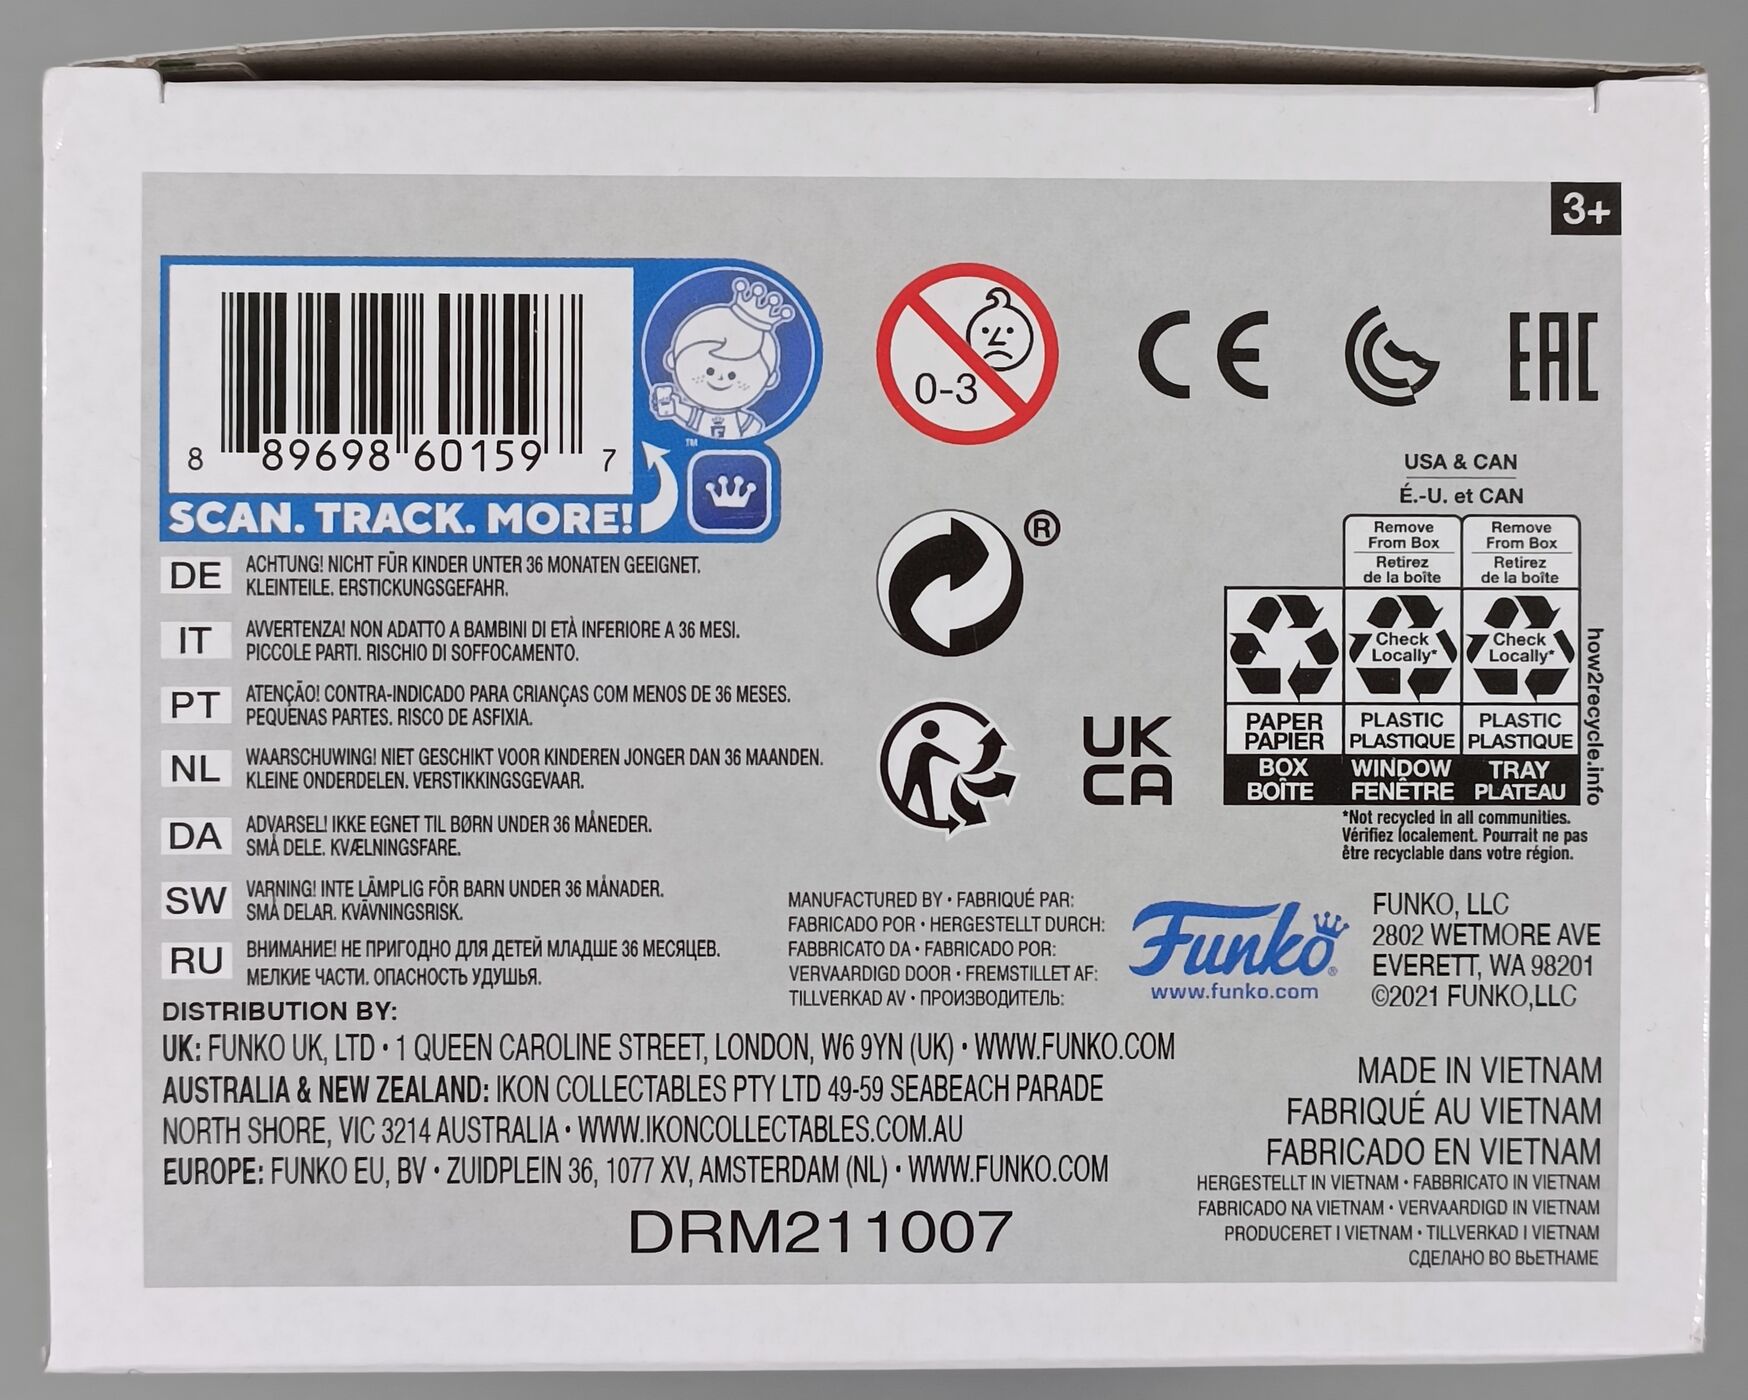 3+
8 89698 60159 7
SCAN. TRACK. MORE!
™
0-3
CE
EAC
®
UK
CA
USA & CAN
É.-U. et CAN
Remove
From Box
Retirez
de la boîte
Remove
From Box
Retirez
de la boîte
Check
Locally*
Check
Locally*
PAPER
PAPIER
PLASTIC
PLASTIQUE
PLASTIC
PLASTIQUE
BOX
BOÎTE
WINDOW
FENÊTRE
TRAY
PLATEAU
how2recycle.info
*Not recycled in all communities.
Vérifiez localement. Pourrait ne pas
être recyclable dans votre région.
DE ACHTUNG! NICHT FÜR KINDER UNTER 36 MONATEN GEEIGNET.
KLEINTEILE. ERSTICKUNGSGEFAHR.
IT AVVERTENZA! NON ADATTO A BAMBINI DI ETÀ INFERIORE A 36 MESI.
PICCOLE PARTI. RISCHIO DI SOFFOCAMENTO.
PT ATENÇÃO! CONTRA-INDICADO PARA CRIANÇAS COM MENOS DE 36 MESES.
PEQUENAS PARTES. RISCO DE ASFIXIA.
NL WAARSCHUWING! NIET GESCHIKT VOOR KINDEREN JONGER DAN 36 MAANDEN.
KLEINE ONDERDELEN. VERSTIKKINGSGEVAAR.
DA ADVARSEL! IKKE EGNET TIL BØRN UNDER 36 MÅNEDER.
SMÅ DELE. KVÆLNINGSFARE.
SW VARNING! INTE LÄMPLIG FÖR BARN UNDER 36 MÅNADER.
SMÅ DELAR. KVÄVNINGSRISK.
RU ВНИМАНИЕ! НЕ ПРИГОДНО ДЛЯ ДЕТЕЙ МЛАДШЕ 36 МЕСЯЦЕВ.
МЕЛКИЕ ЧАСТИ. ОПАСНОСТЬ УДУШЬЯ.
MANUFACTURED BY • FABRIQUÉ PAR:
FABRICADO POR • HERGESTELLT DURCH:
FABBRICATO DA • FABRICADO POR:
VERVAARDIGD DOOR • FREMSTILLET AF:
TILLVERKAD AV • ПРОИЗВОДИТЕЛЬ:
Funko®
www.funko.com
FUNKO, LLC
2802 WETMORE AVE
EVERETT, WA 98201
©2021 FUNKO,LLC
DISTRIBUTION BY:
UK: FUNKO UK, LTD • 1 QUEEN CAROLINE STREET, LONDON, W6 9YN (UK) • WWW.FUNKO.COM
AUSTRALIA & NEW ZEALAND: IKON COLLECTABLES PTY LTD 49-59 SEABEACH PARADE
NORTH SHORE, VIC 3214 AUSTRALIA • WWW.IKONCOLLECTABLES.COM.AU
EUROPE: FUNKO EU, BV • ZUIDPLEIN 36, 1077 XV, AMSTERDAM (NL) • WWW.FUNKO.COM
DRM211007
MADE IN VIETNAM
FABRIQUÉ AU VIETNAM
FABRICADO EN VIETNAM
HERGESTELLT IN VIETNAM • FABBRICATO IN VIETNAM
FABRICADO NA VIETNAM • VERVAARDIGD IN VIETNAM
PRODUCERET I VIETNAM • TILLVERKAD I VIETNAM
СДЕЛАНО ВО ВЬЕТНАМЕ